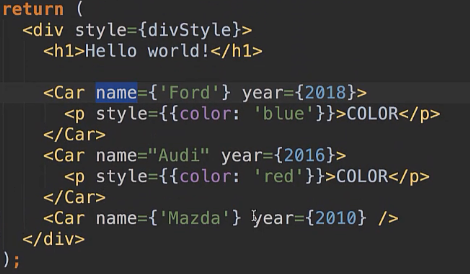 return (
<div style={divStyle}>
<h1>Hello world!</h1>
<Car name={'Ford'} year={2018}>
<p style={{color: 'blue'}}>COLOR</p>
</Car>
<Car name="Audi" year={2016}>
<p style={{color: 'red'}}>COLOR</p>
</Car>
<Car name={'Mazda'} year={2010} />
</div>
);